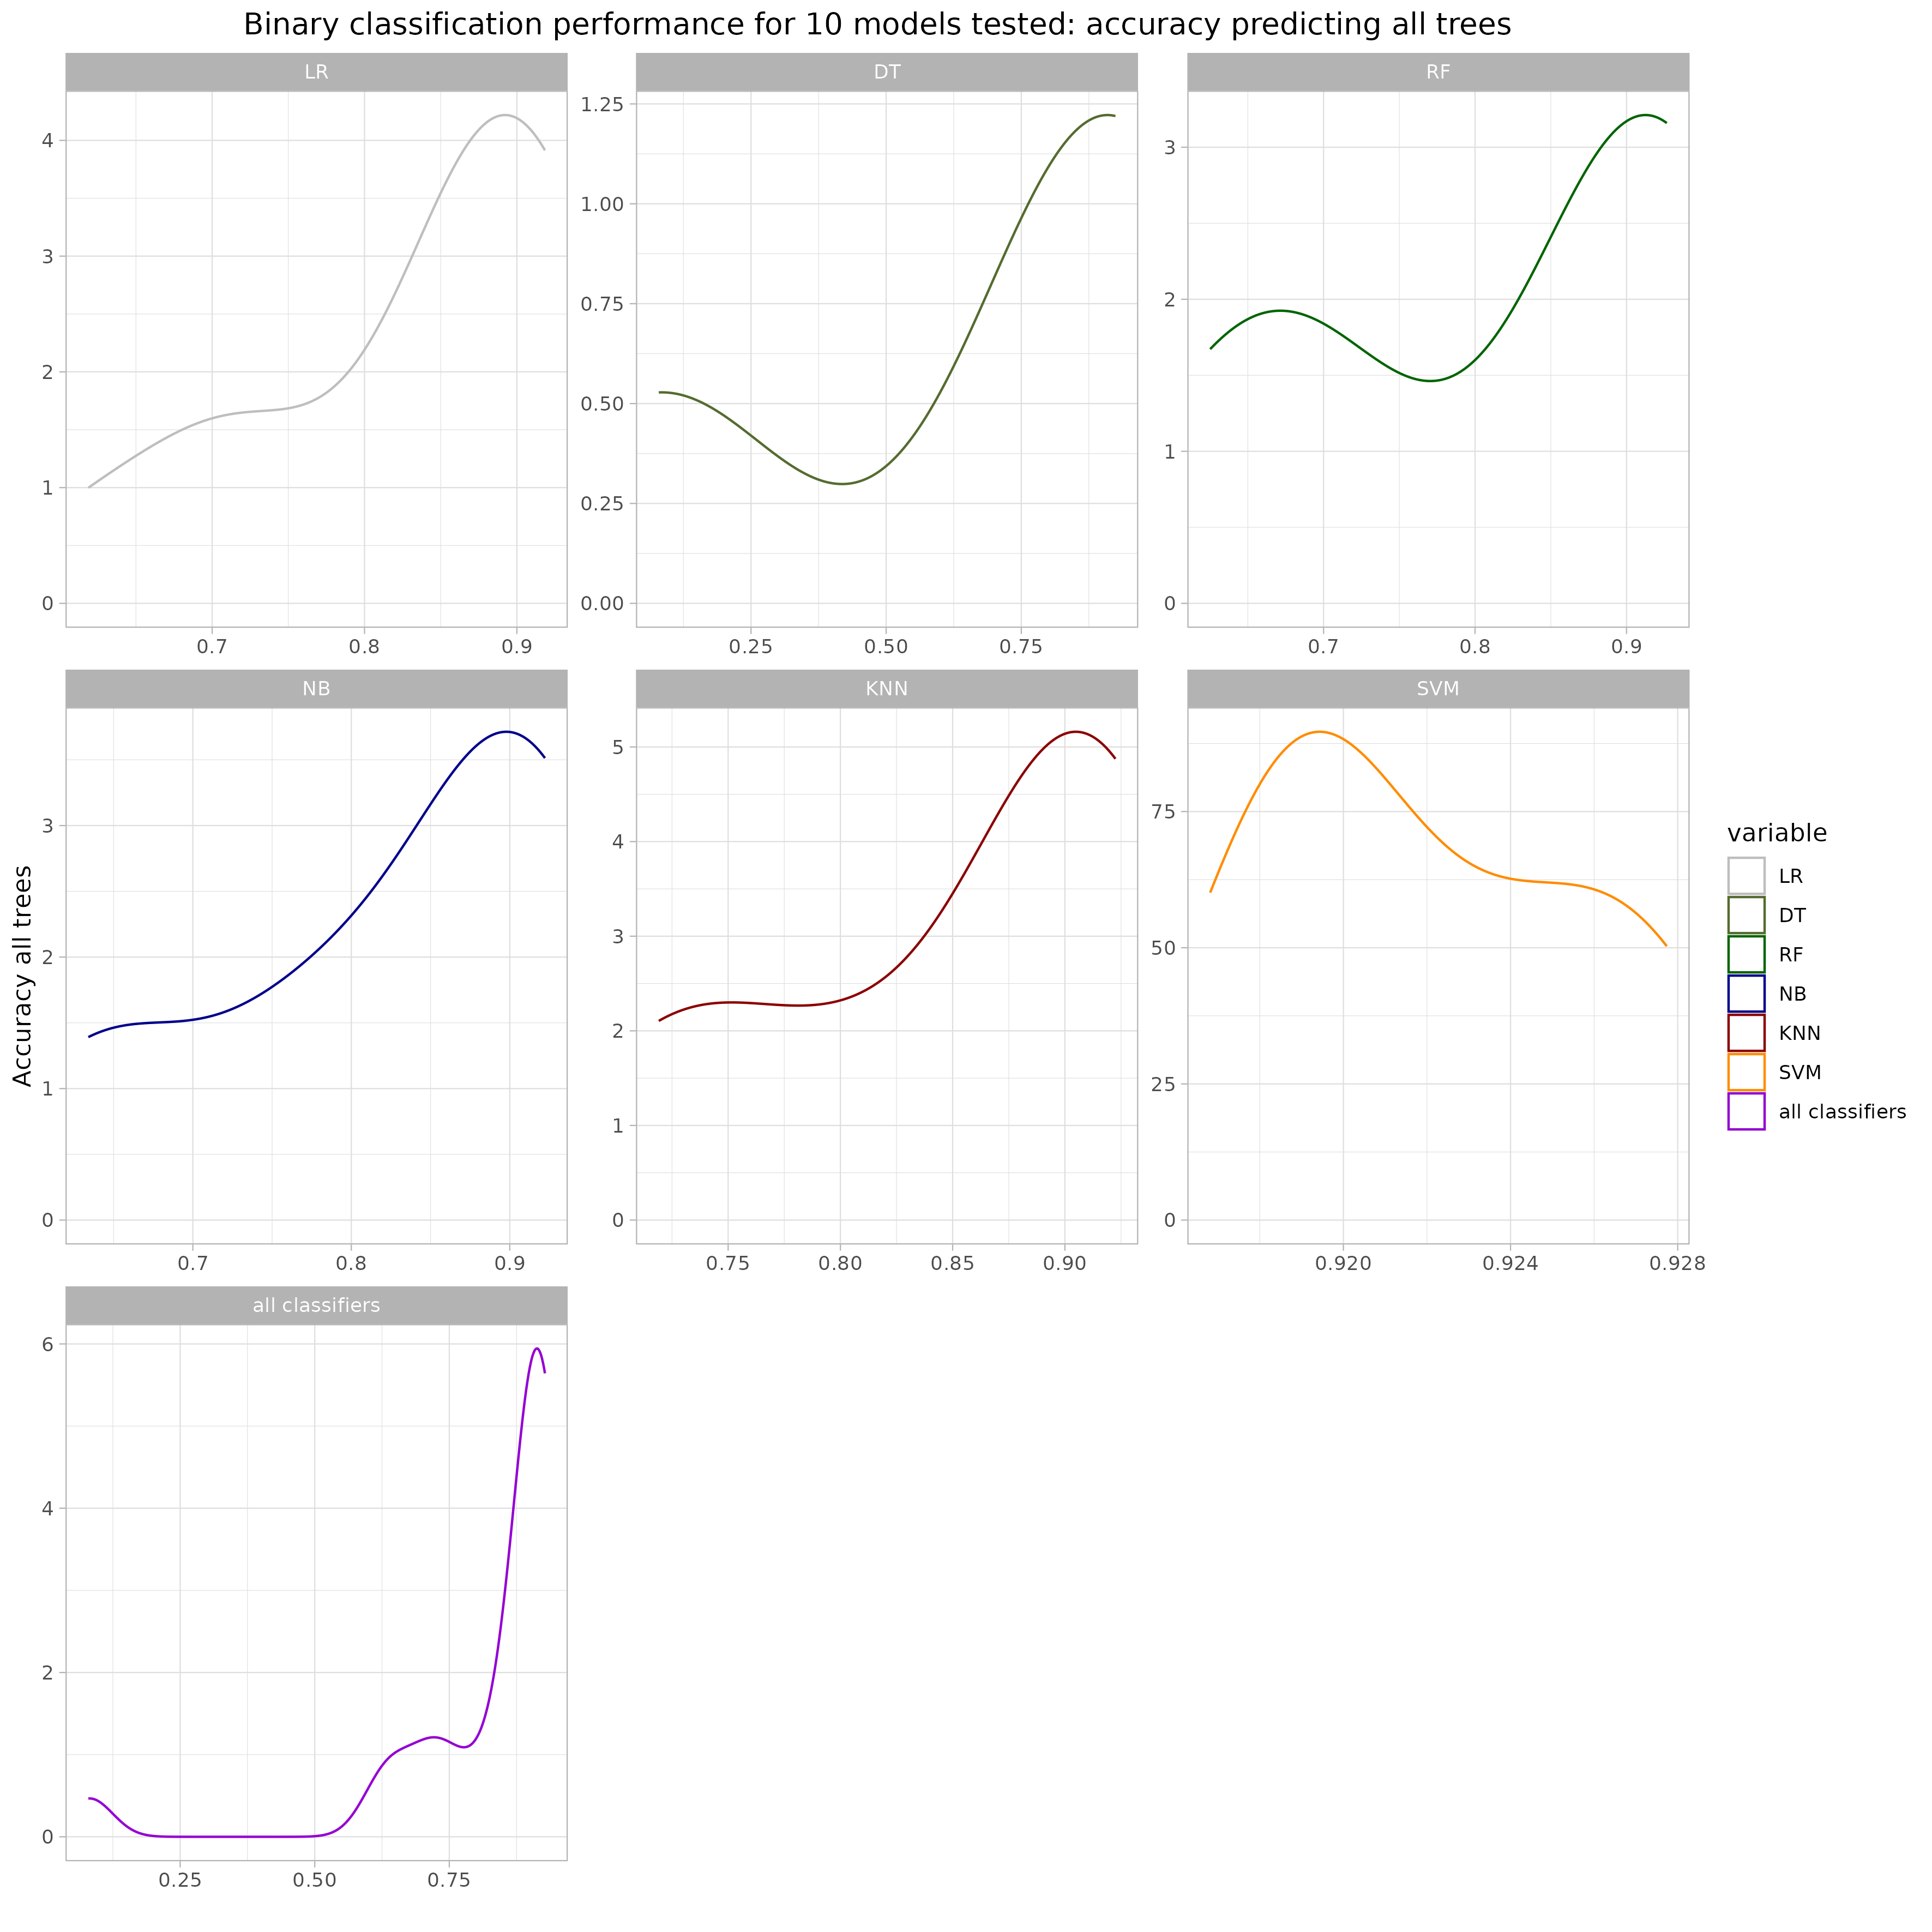 Binary classification performance for 10 models tested: accuracy predicting all trees
LR
DT
RF
4
3
2
1
0
0.7 0.8 0.9
1.25
1.00
0.75
0.50
0.25
0.00
0.25 0.50 0.75
3
2
1
0
0.7 0.8 0.9
NB
KNN
SVM
Accuracy all trees
3
2
1
0
0.7 0.8 0.9
5
4
3
2
1
0
0.75 0.80 0.85 0.90
75
50
25
0
0.920 0.924 0.928
all classifiers
6
4
2
0
0.25 0.50 0.75
variable
LR
DT
RF
NB
KNN
SVM
all classifiers